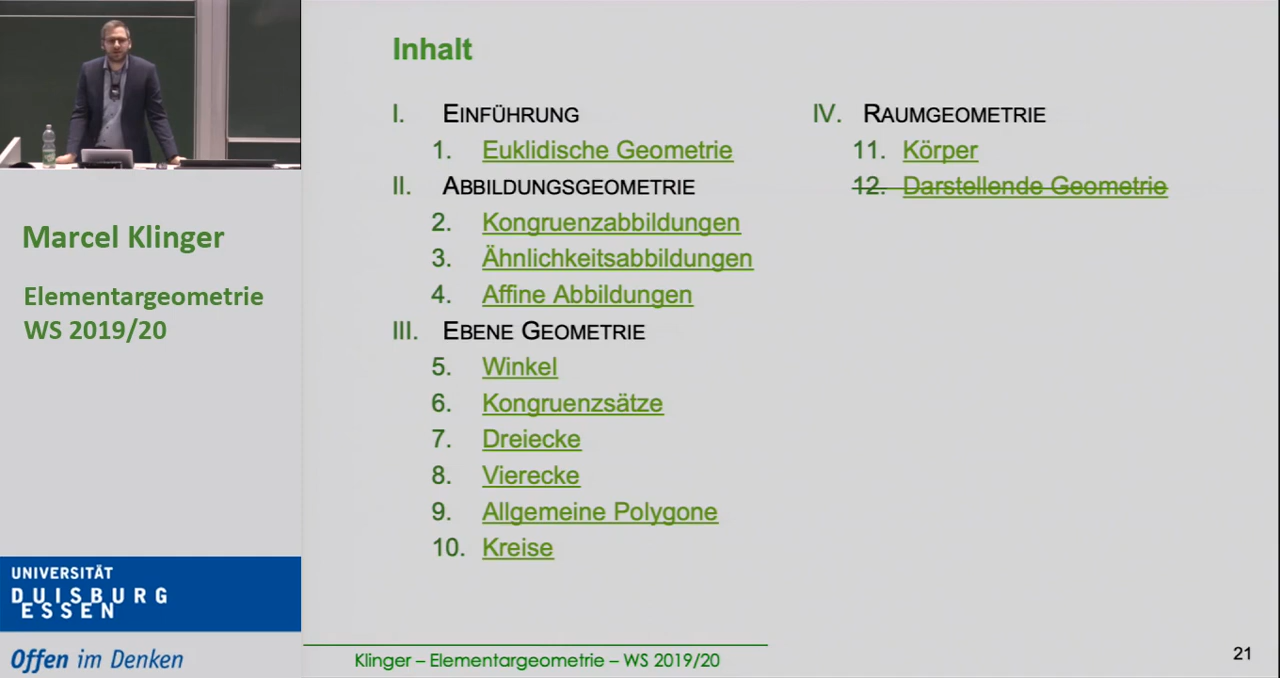 Marcel Klinger
Elementargeometrie
WS 2019/20
UNIVERSITÄT
DUISBURG
ESSEN
Offen im Denken
Inhalt
I. EINFÜHRUNG
1. Euklidische Geometrie
II. ABBILDUNGSGEOMETRIE
2. Kongruenzabbildungen
3. Ähnlichkeitsabbildungen
4. Affine Abbildungen
III. EBENE GEOMETRIE
5. Winkel
6. Kongruenzsätze
7. Dreiecke
8. Vierecke
9. Allgemeine Polygone
10. Kreise
IV. RAUMGEOMETRIE
11. Körper
12. Darstellende Geometrie
Klinger – Elementargeometrie – WS 2019/20
21